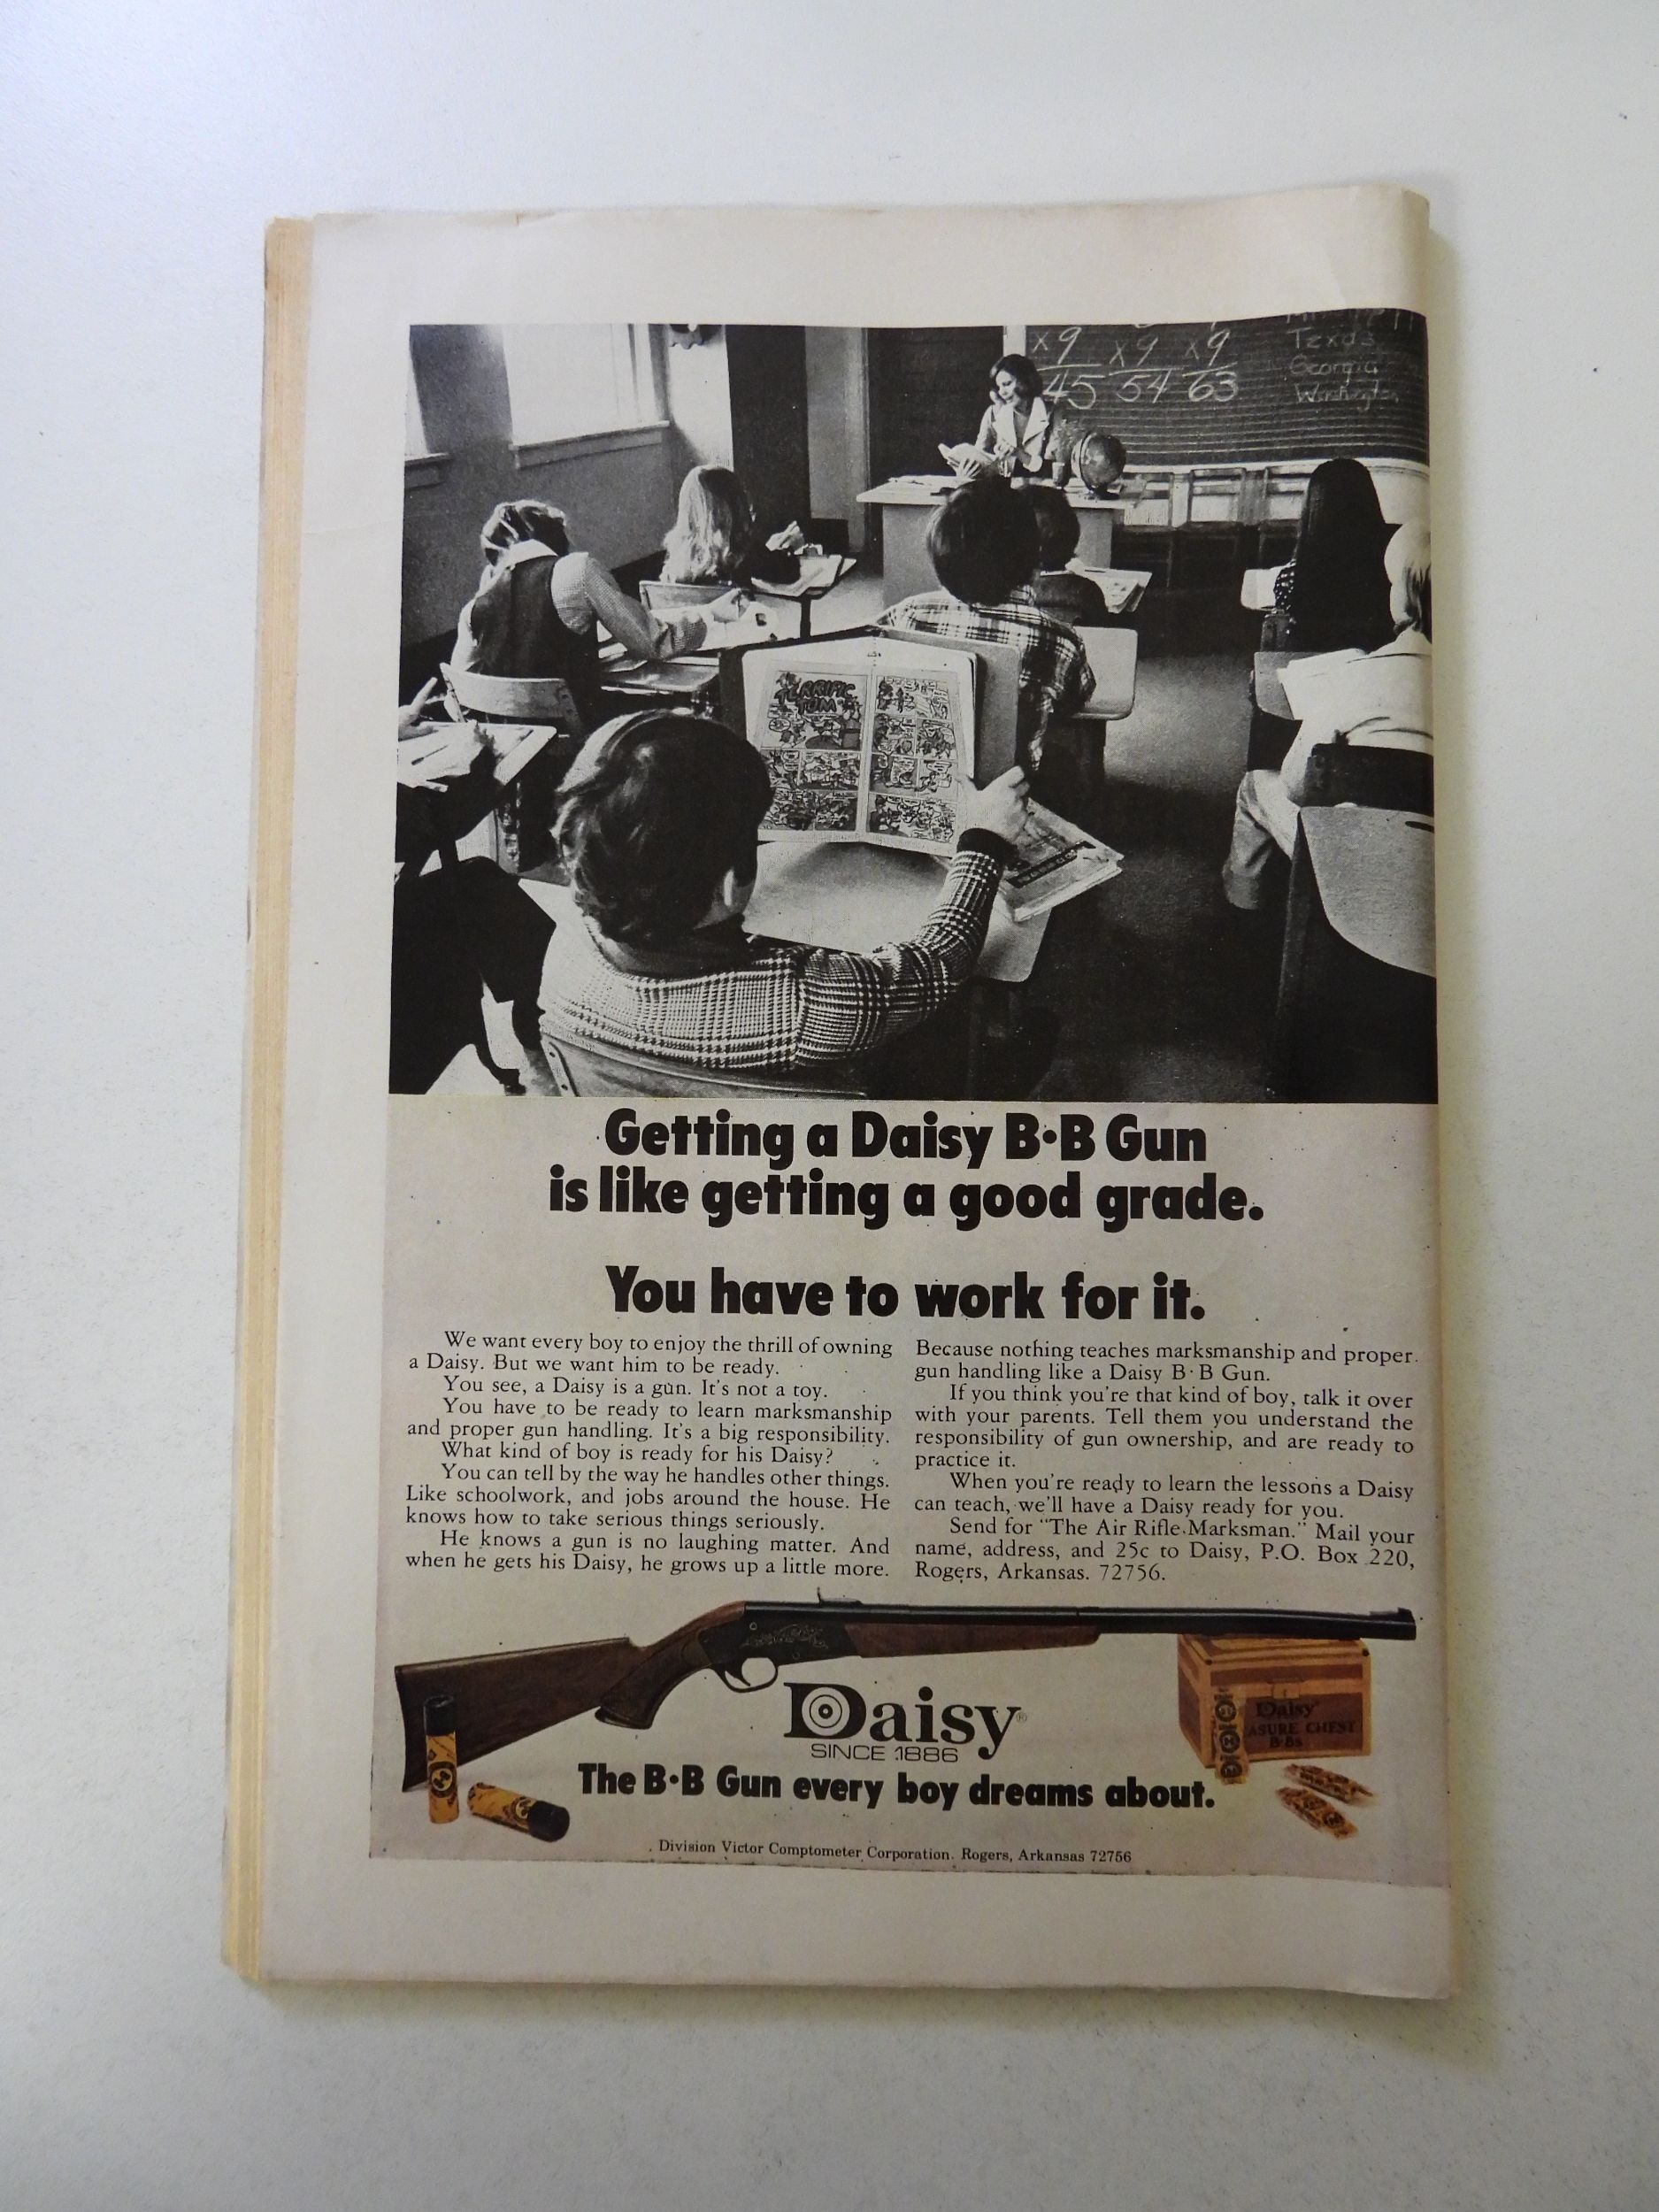 x9 x9 x9
45 54 63
Texas
Georgia
Washington
TERRIFIC
TOM
Getting a Daisy B·B Gun
is like getting a good grade.
You have to work for it.
We want every boy to enjoy the thrill of owning
a Daisy. But we want him to be ready.
You see, a Daisy is a gun. It's not a toy.
You have to be ready to learn marksmanship
and proper gun handling. It's a big responsibility.
What kind of boy is ready for his Daisy?
You can tell by the way he handles other things.
Like schoolwork, and jobs around the house. He
knows how to take serious things seriously.
He knows a gun is no laughing matter. And
when he gets his Daisy, he grows up a little more.
Because nothing teaches marksmanship and proper
gun handling like a Daisy B·B Gun.
If you think you're that kind of boy, talk it over
with your parents. Tell them you understand the
responsibility of gun ownership, and are ready to
practice it.
When you're ready to learn the lessons a Daisy
can teach, we'll have a Daisy ready for you.
Send for "The Air Rifle Marksman." Mail your
name, address, and 25c to Daisy, P.O. Box 220,
Rogers, Arkansas. 72756.
Daisy®
SINCE 1886
Daisy
ASURE CHEST
B·Bs
The B·B Gun every boy dreams about.
Division Victor Comptometer Corporation. Rogers, Arkansas 72756